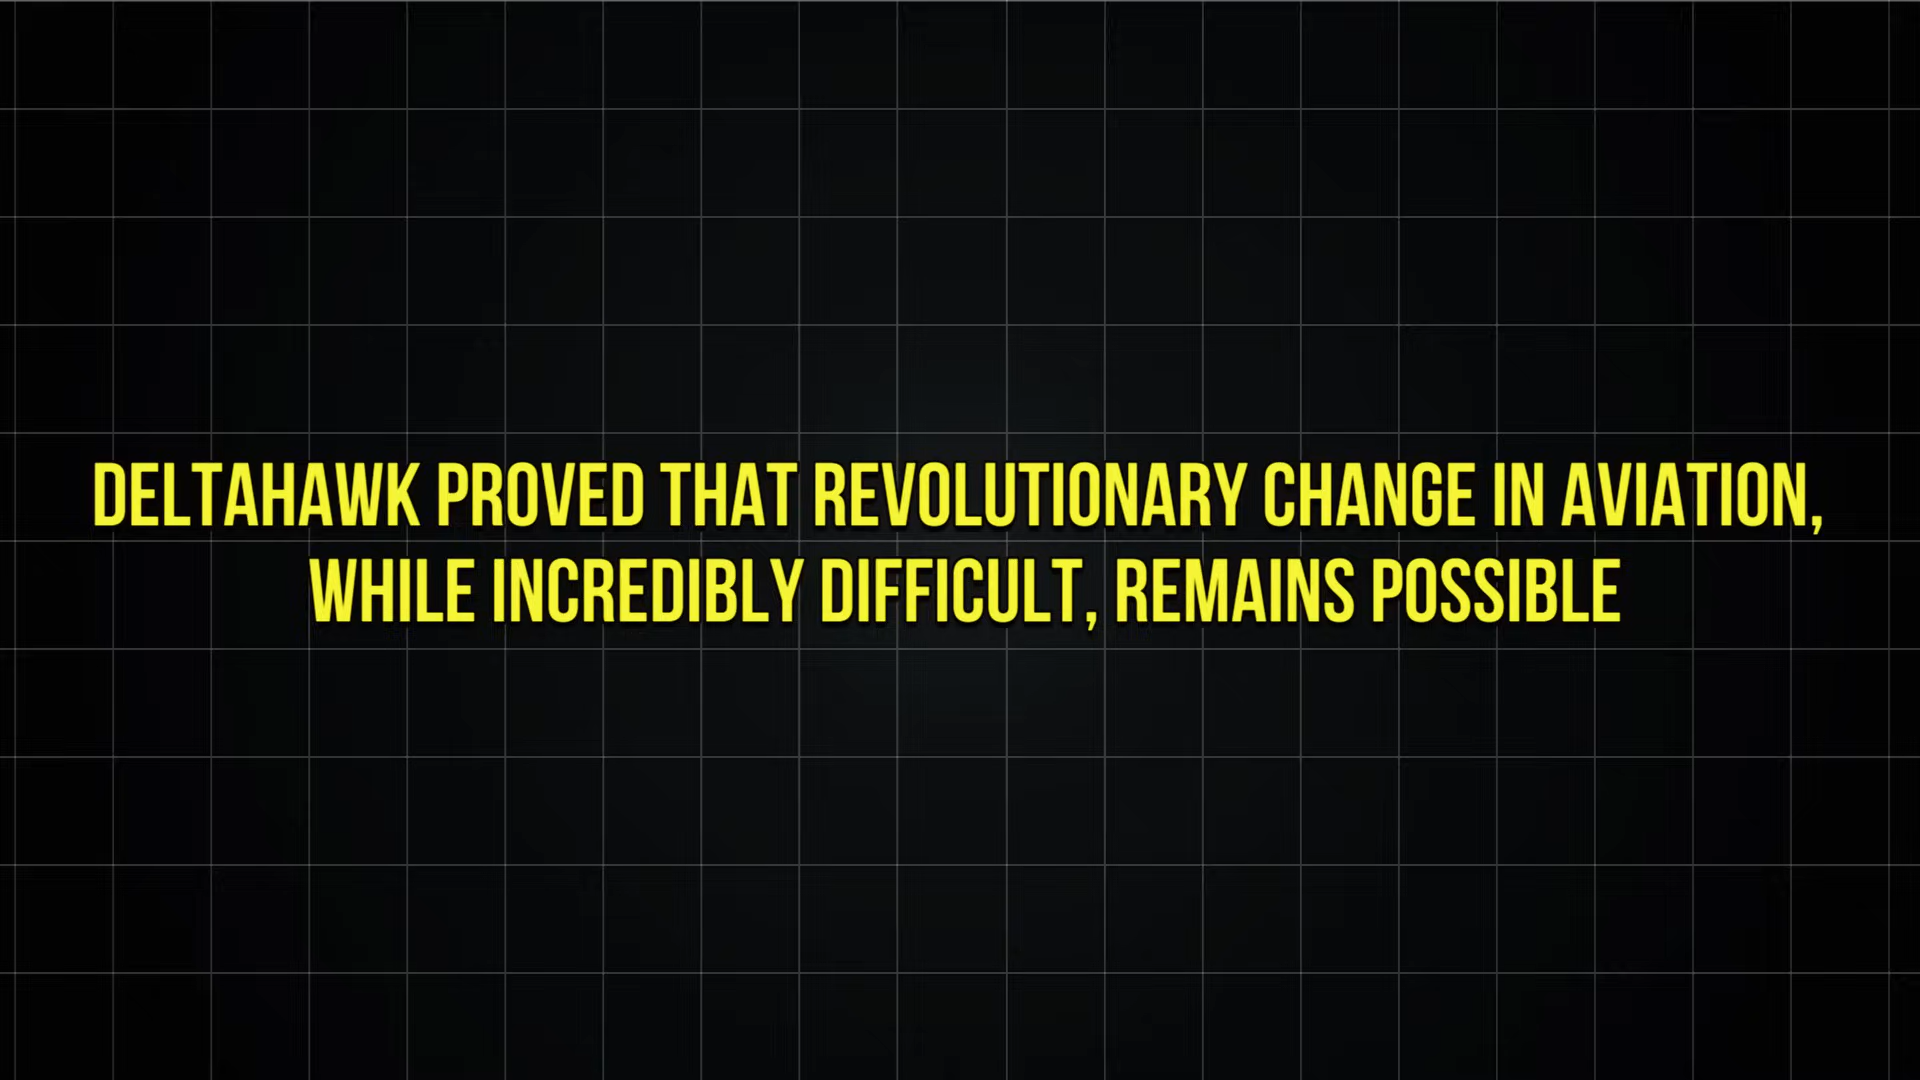 DELTAHAWK PROVED THAT REVOLUTIONARY CHANGE IN AVIATION,
WHILE INCREDIBLY DIFFICULT, REMAINS POSSIBLE